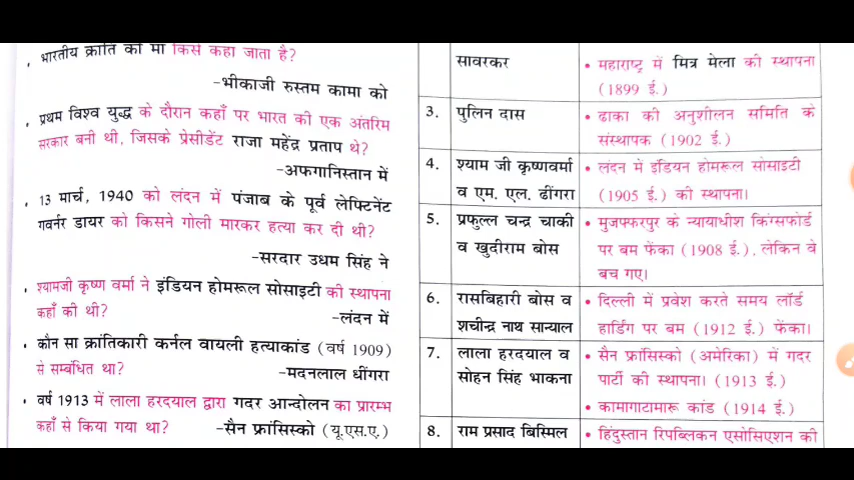 भारतीय क्रांति की माँ किसे कहा जाता है?
–भीकाजी रुस्तम कामा को
प्रथम विश्व युद्ध के दौरान कहाँ पर भारत की एक अंतरिम
सरकार बनी थी, जिसके प्रेसीडेंट राजा महेंद्र प्रताप थे?
–अफगानिस्तान में
13 मार्च, 1940 को लंदन में पंजाब के पूर्व लेफ्टिनेंट
गवर्नर डायर को किसने गोली मारकर हत्या कर दी थी?
–सरदार उधम सिंह ने
श्यामजी कृष्ण वर्मा ने इंडियन होमरूल सोसाइटी की स्थापना
कहाँ की थी?
–लंदन में
कौन सा क्रांतिकारी कर्नल वायली हत्याकांड (वर्ष 1909)
से सम्बंधित था?
–मदनलाल धींगरा
वर्ष 1913 में लाला हरदयाल द्वारा गदर आन्दोलन का प्रारम्भ
कहाँ से किया गया था?
–सैन फ्रांसिस्को (यू.एस.ए.)
सावरकर
• महाराष्ट्र में मित्र मेला की स्थापना
(1899 ई.)
3. पुलिन दास
• ढाका की अनुशीलन समिति के
संस्थापक (1902 ई.)
4. श्याम जी कृष्णवर्मा
व एम. एल. ढींगरा
• लंदन में इंडियन होमरूल सोसाइटी
(1905 ई.) की स्थापना।
5. प्रफुल्ल चन्द्र चाकी
व खुदीराम बोस
• मुजफ्फरपुर के न्यायाधीश किंग्सफोर्ड
पर बम फेंका (1908 ई.), लेकिन वे
बच गए।
6. रासबिहारी बोस व
शचीन्द्र नाथ सान्याल
• दिल्ली में प्रवेश करते समय लॉर्ड
हार्डिंग पर बम (1912 ई.) फेंका।
7. लाला हरदयाल व
सोहन सिंह भाकना
• सैन फ्रांसिस्को (अमेरिका) में गदर
पार्टी की स्थापना। (1913 ई.)
• कामागाटामारू कांड (1914 ई.)
8. राम प्रसाद बिस्मिल
• हिंदुस्तान रिपब्लिकन एसोसिएशन की